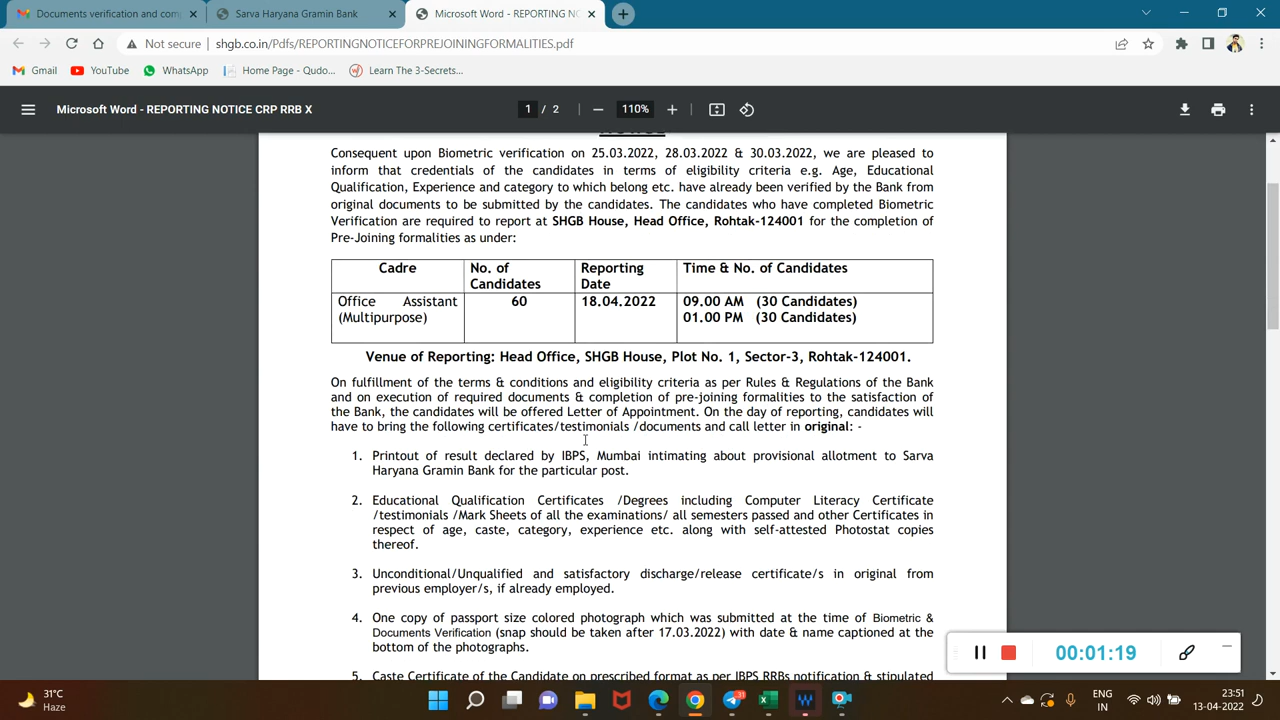 Documents verification and com
Sarva Haryana Gramin Bank
Microsoft Word - REPORTING NO
Not secure
shgb.co.in/Pdfs/REPORTINGNOTICEFORPREJOININGFORMALITIES.pdf
Gmail
YouTube
WhatsApp
Home Page - Qudo...
Learn The 3-Secrets...
Microsoft Word - REPORTING NOTICE CRP RRB X
1 / 2
110%
Consequent upon Biometric verification on 25.03.2022, 28.03.2022 & 30.03.2022, we are pleased to
inform that credentials of the candidates in terms of eligibility criteria e.g. Age, Educational
Qualification, Experience and category to which belong etc. have already been verified by the Bank from
original documents to be submitted by the candidates. The candidates who have completed Biometric
Verification are required to report at SHGB House, Head Office, Rohtak-124001 for the completion of
Pre-Joining formalities as under:
Cadre
No. of
Candidates
Reporting
Date
Time & No. of Candidates
Office Assistant
(Multipurpose)
60
18.04.2022
09.00 AM (30 Candidates)
01.00 PM (30 Candidates)
Venue of Reporting: Head Office, SHGB House, Plot No. 1, Sector-3, Rohtak-124001.
On fulfillment of the terms & conditions and eligibility criteria as per Rules & Regulations of the Bank
and on execution of required documents & completion of pre-joining formalities to the satisfaction of
the Bank, the candidates will be offered Letter of Appointment. On the day of reporting, candidates will
have to bring the following certificates/testimonials /documents and call letter in original: -
1. Printout of result declared by IBPS, Mumbai intimating about provisional allotment to Sarva
Haryana Gramin Bank for the particular post.
2. Educational Qualification Certificates /Degrees including Computer Literacy Certificate
/testimonials /Mark Sheets of all the examinations/ all semesters passed and other Certificates in
respect of age, caste, category, experience etc. along with self-attested Photostat copies
thereof.
3. Unconditional/Unqualified and satisfactory discharge/release certificate/s in original from
previous employer/s, if already employed.
4. One copy of passport size colored photograph which was submitted at the time of Biometric &
Documents Verification (snap should be taken after 17.03.2022) with date & name captioned at the
bottom of the photographs.
5. Caste Certificate of the Candidate on prescribed format as per IBPS RRBs notification & stipulated
00:01:19
31°C
Haze
31
ENG
IN
23:51
13-04-2022